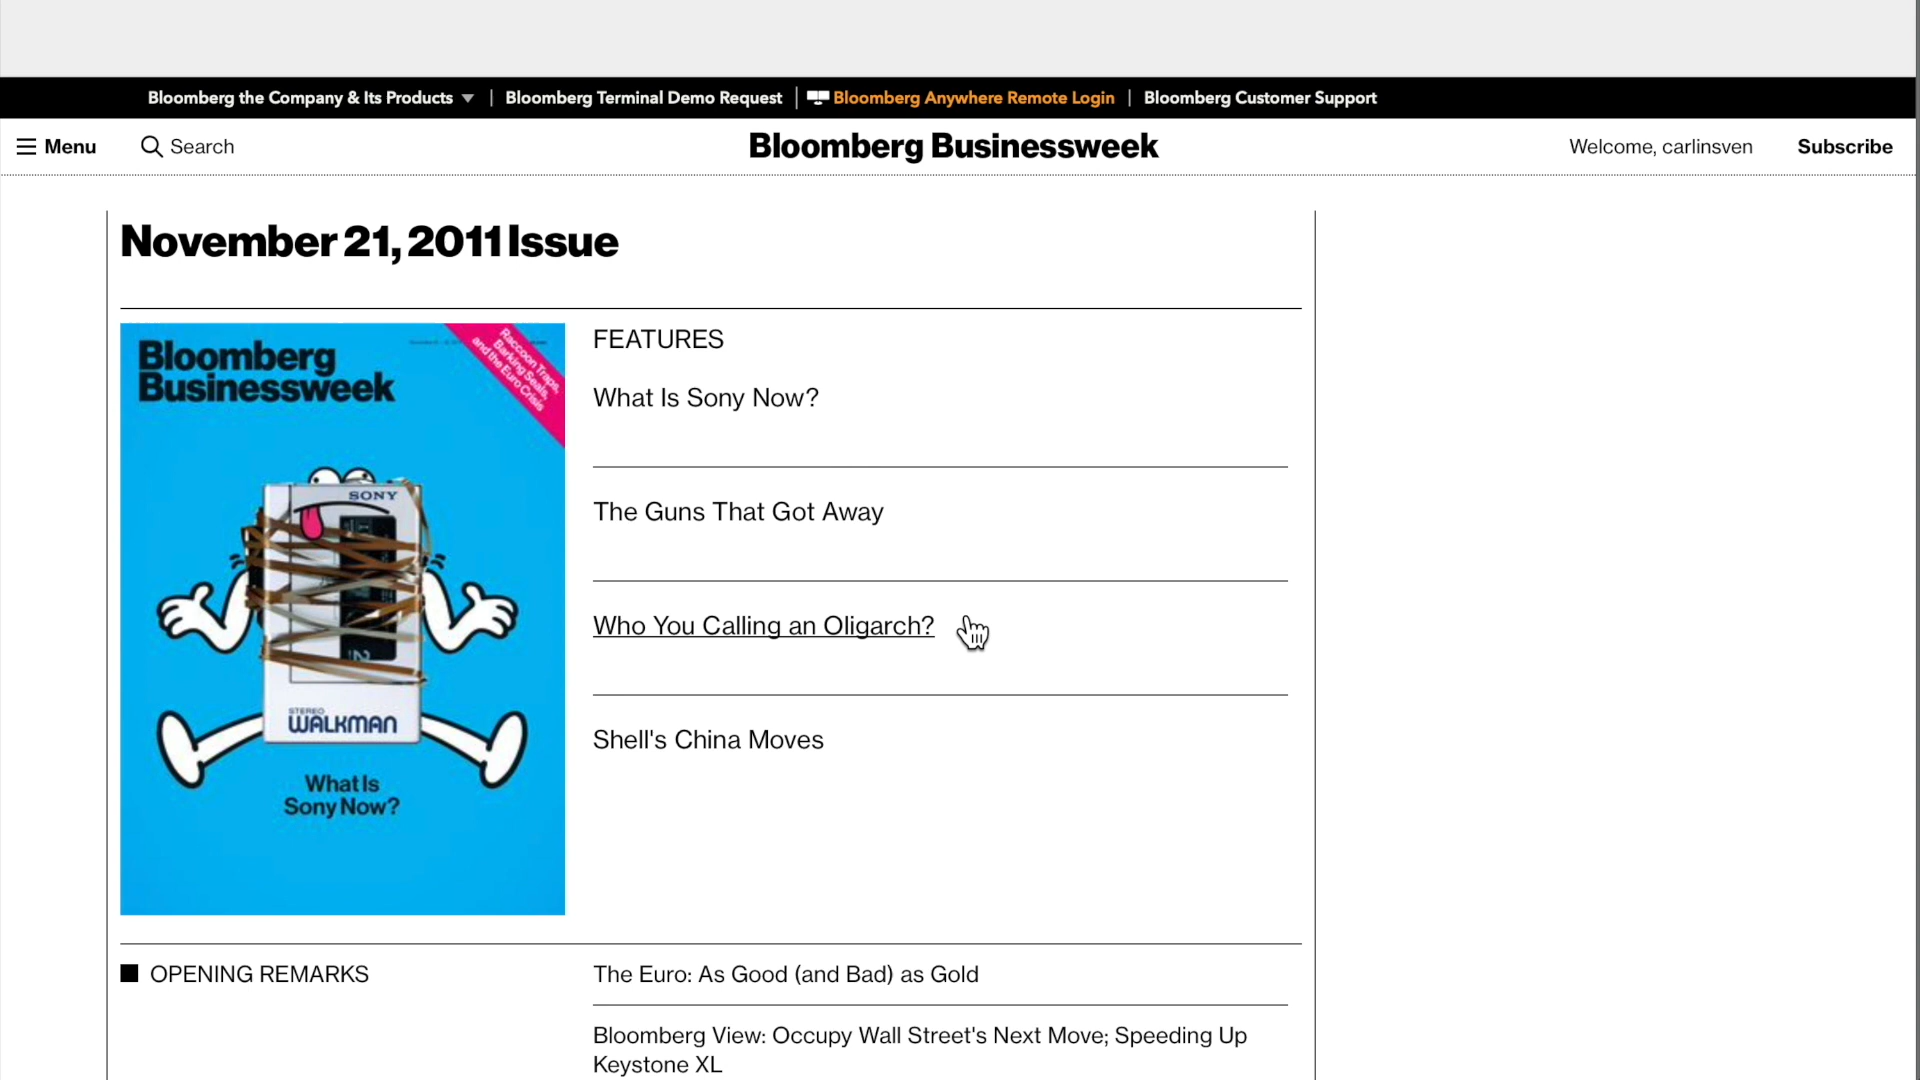 Bloomberg the Company & Its Products ▼ | Bloomberg Terminal Demo Request | Bloomberg Anywhere Remote Login | Bloomberg Customer Support
Menu Search Bloomberg Businessweek Welcome, carlinsven Subscribe
November 21, 2011 Issue
Bloomberg
Businessweek
Raccoon Traps,
Barking Seals,
and the Euro Crisis
SONY
STEREO
WALKMAN
What Is
Sony Now?
FEATURES
What Is Sony Now?
The Guns That Got Away
Who You Calling an Oligarch?
Shell's China Moves
OPENING REMARKS
The Euro: As Good (and Bad) as Gold
Bloomberg View: Occupy Wall Street's Next Move; Speeding Up
Keystone XL